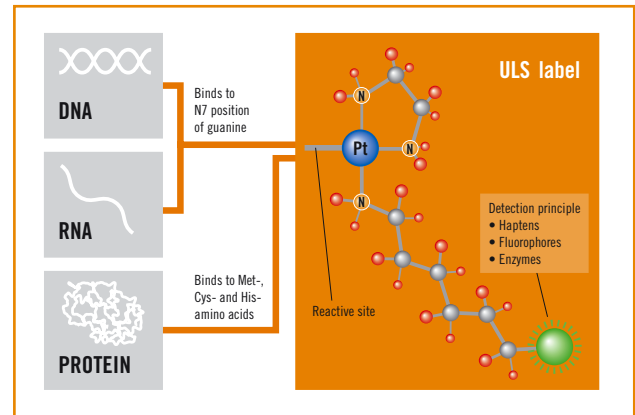 DNA
RNA
PROTEIN
Binds to
N7 position
of guanine
Binds to Met-,
Cys- and His-
amino acids
ULS label
N
Pt
N
N
Reactive site
Detection principle
• Haptens
• Fluorophores
• Enzymes